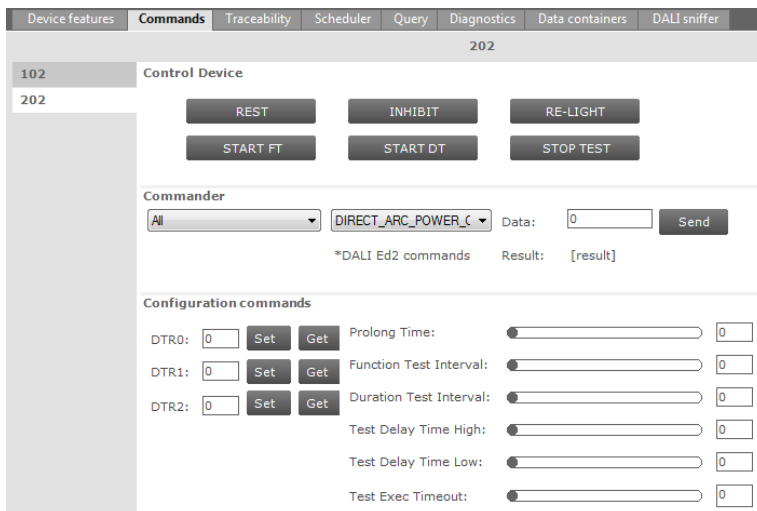 Device features Commands Traceability Scheduler Query Diagnostics Data containers DALI sniffer
202
102
202
Control Device
REST INHIBIT RE-LIGHT
START FT START DT STOP TEST
Commander
All DIRECT_ARC_POWER_C Data: 0 Send
*DALI Ed2 commands Result: [result]
Configuration commands
DTR0: 0 Set Get Prolong Time: 0
DTR1: 0 Set Get Function Test Interval: 0
DTR2: 0 Set Get Duration Test Interval: 0
Test Delay Time High: 0
Test Delay Time Low: 0
Test Exec Timeout: 0